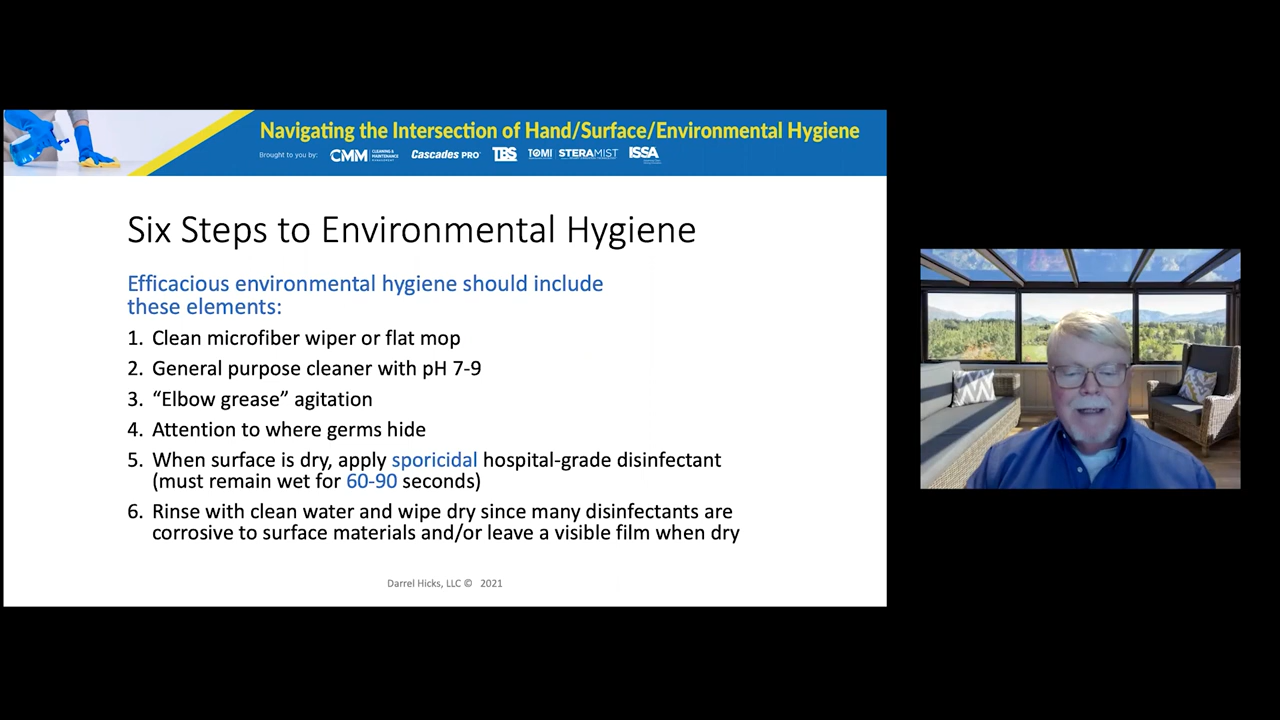 Navigating the Intersection of Hand/Surface/Environmental Hygiene
Brought to you by: CMM CLEANING & MAINTENANCE MANAGEMENT Cascades PRO TBS TOMI STERAMIST ISSA
Six Steps to Environmental Hygiene
Efficacious environmental hygiene should include
these elements:
1. Clean microfiber wiper or flat mop
2. General purpose cleaner with pH 7-9
3. “Elbow grease” agitation
4. Attention to where germs hide
5. When surface is dry, apply sporicidal hospital-grade disinfectant
(must remain wet for 60-90 seconds)
6. Rinse with clean water and wipe dry since many disinfectants are
corrosive to surface materials and/or leave a visible film when dry
Darrel Hicks, LLC © 2021